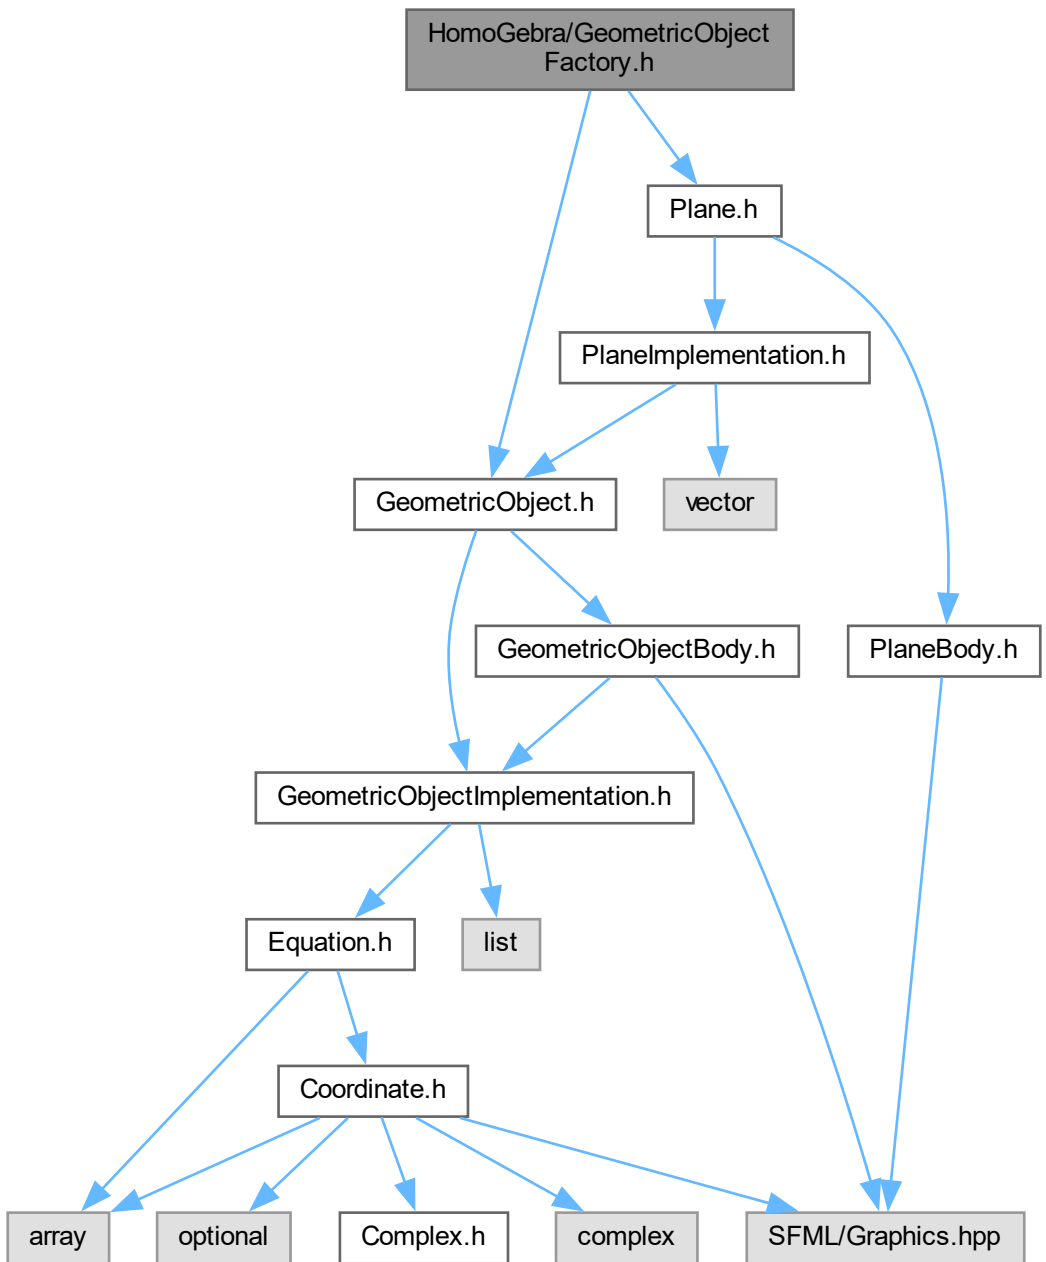 HomoGebra/GeometricObject
Factory.h
Plane.h
PlaneImplementation.h
GeometricObject.h
vector
GeometricObjectBody.h
PlaneBody.h
GeometricObjectImplementation.h
Equation.h
list
Coordinate.h
array
optional
Complex.h
complex
SFML/Graphics.hpp